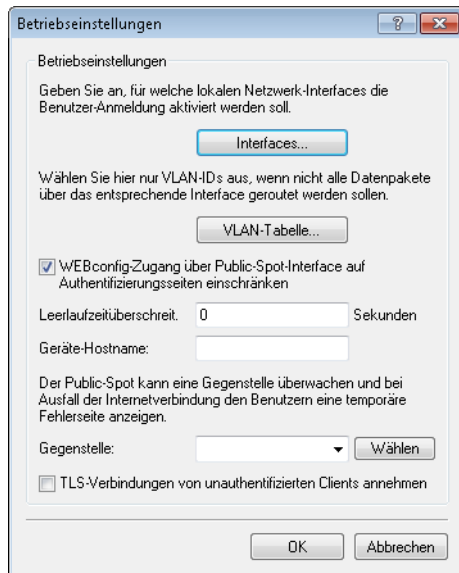 Betriebseinstellungen
Betriebseinstellungen
Geben Sie an, für welche lokalen Netzwerk-Interfaces die
Benutzer-Anmeldung aktiviert werden soll.
Interfaces...
Wählen Sie hier nur VLAN-IDs aus, wenn nicht alle Datenpakete
über das entsprechende Interface geroutet werden sollen.
VLAN-Tabelle...
WEBconfig-Zugang über Public-Spot-Interface auf
Authentifizierungsseiten einschränken
Leerlaufzeitüberschreit. 0 Sekunden
Geräte-Hostname:
Der Public-Spot kann eine Gegenstelle überwachen und bei
Ausfall der Internetverbindung den Benutzern eine temporäre
Fehlerseite anzeigen.
Gegenstelle: Wählen
TLS-Verbindungen von unauthentifizierten Clients annehmen
OK Abbrechen